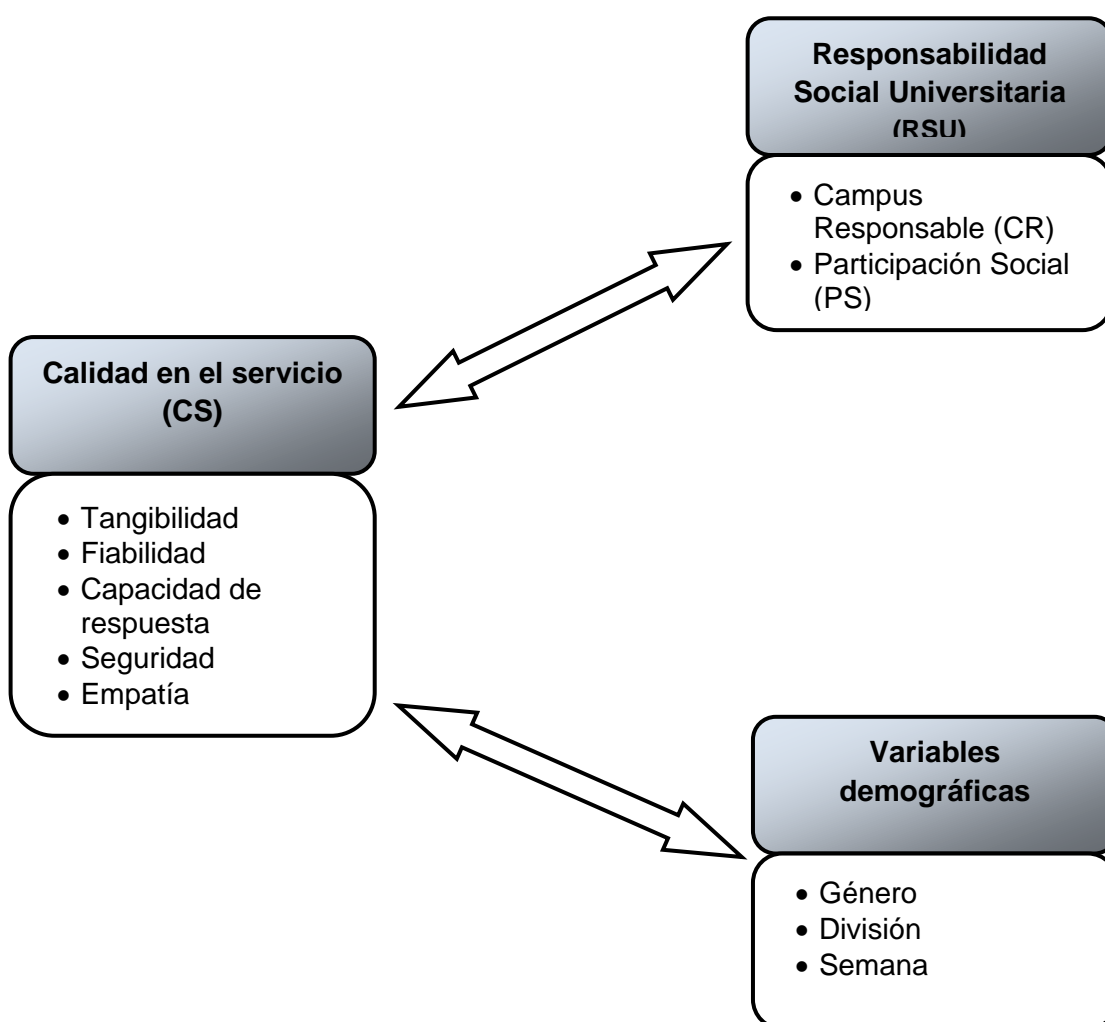 Responsabilidad
Social Universitaria
(RSU)
• Campus
Responsable (CR)
• Participación Social
(PS)
Calidad en el servicio
(CS)
• Tangibilidad
• Fiabilidad
• Capacidad de
respuesta
• Seguridad
• Empatía
Variables
demográficas
• Género
• División
• Semana